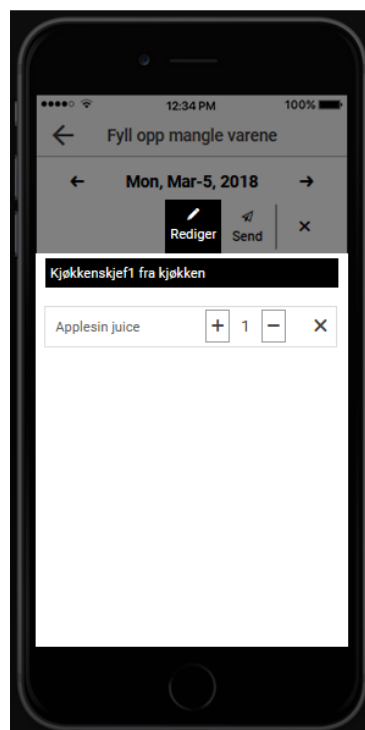 12:34 PM 100%
Fyll opp mangle varene
Mon, Mar-5, 2018
Rediger Send
Kjøkkenskjef1 fra kjøkken
Applesin juice + 1 −